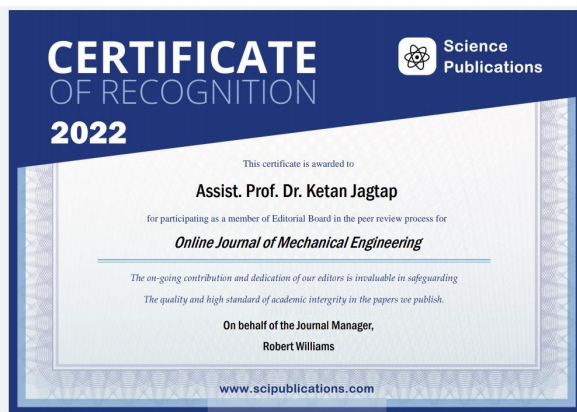 CERTIFICATE
OF RECOGNITION
2022
Science
Publications
This certificate is awarded to
Assist. Prof. Dr. Ketan Jagtap
for participating as a member of Editorial Board in the peer review process for
Online Journal of Mechanical Engineering
The on-going contribution and dedication of our editors is invaluable in safeguarding
The quality and high standard of academic intergrity in the papers we publish.
On behalf of the Journal Manager,
Robert Williams
www.scipublications.com